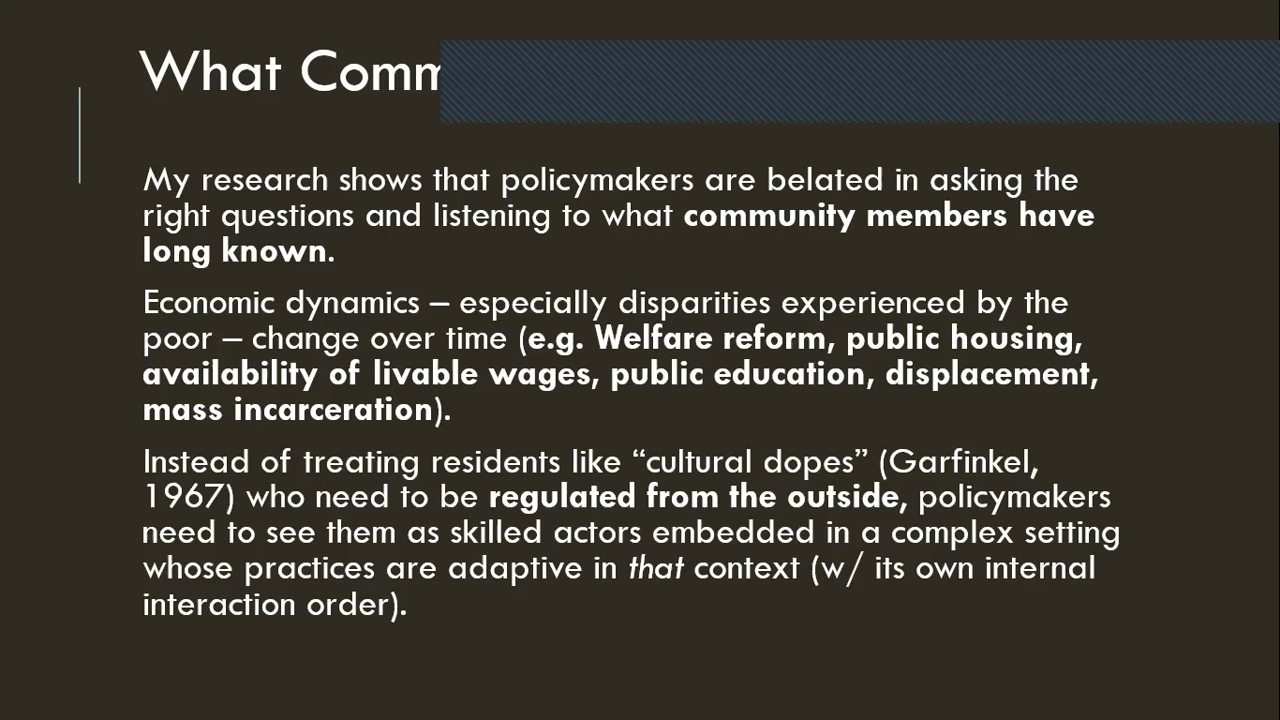 What
My research shows that policymakers are belated in asking the
right questions and listening to what community members have
long known.
Economic dynamics – especially disparities experienced by the
poor – change over time (e.g. Welfare reform, public housing,
availability of livable wages, public education, displacement,
mass incarceration).
Instead of treating residents like “cultural dopes” (Garfinkel,
1967) who need to be regulated from the outside, policymakers
need to see them as skilled actors embedded in a complex setting
whose practices are adaptive in that context (w/ its own internal
interaction order).